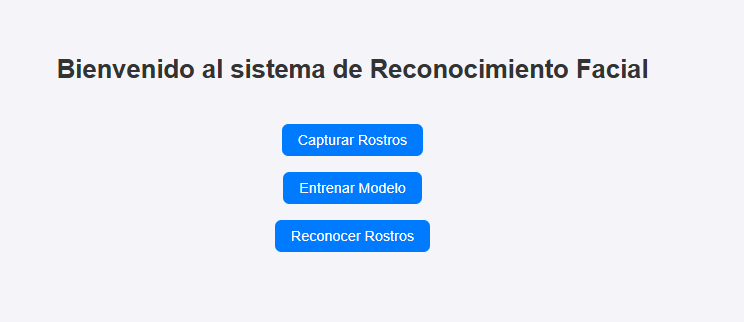 Bienvenido al sistema de Reconocimiento Facial
Capturar Rostros
Entrenar Modelo
Reconocer Rostros